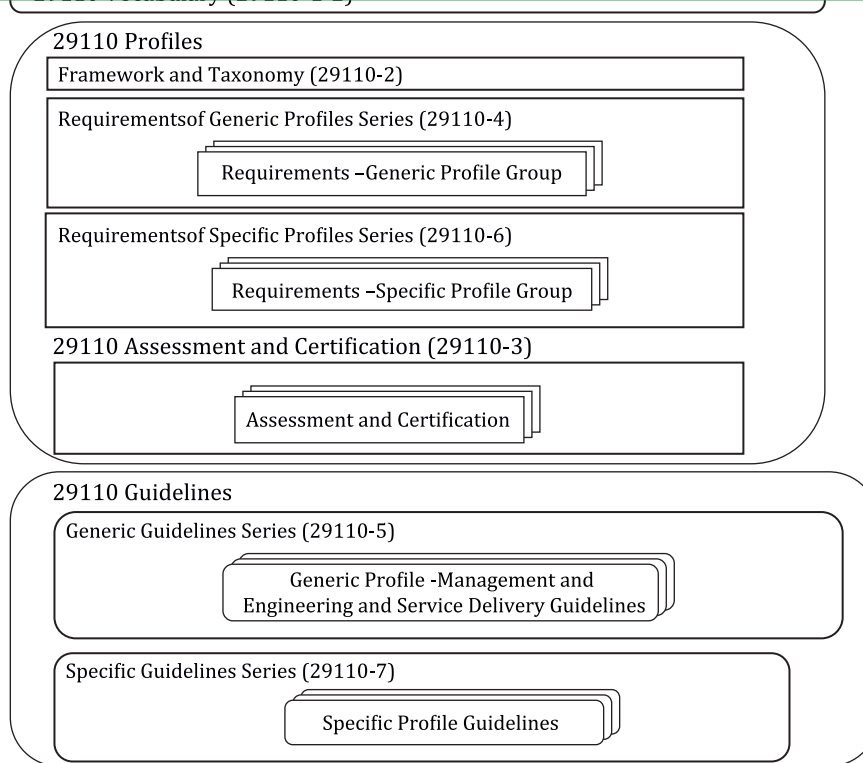 29110 Profiles
Framework and Taxonomy (29110-2)
Requirementsof Generic Profiles Series (29110-4)
Requirements –Generic Profile Group
Requirementsof Specific Profiles Series (29110-6)
Requirements –Specific Profile Group
29110 Assessment and Certification (29110-3)
Assessment and Certification
29110 Guidelines
Generic Guidelines Series (29110-5)
Generic Profile -Management and
Engineering and Service Delivery Guidelines
Specific Guidelines Series (29110-7)
Specific Profile Guidelines